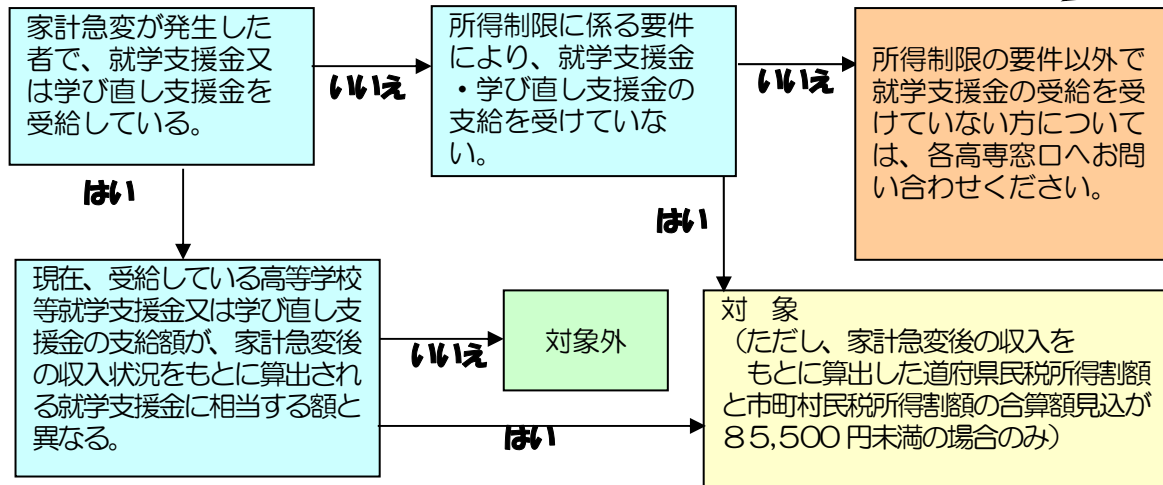 家計急変が発生した
者で、就学支援金又
は学び直し支援金を
受給している。
いいえ
所得制限に係る要件
により、就学支援金
・学び直し支援金の
支給を受けていな
い。
いいえ
所得制限の要件以外で
就学支援金の受給を受
けていない方について
は、各高専窓口へお問
い合わせください。
はい
はい
現在、受給している高等学校
等就学支援金又は学び直し支
援金の支給額が、家計急変後
の収入状況をもとに算出され
る就学支援金に相当する額と
異なる。
いいえ
対象外
はい
対 象
（ただし、家計急変後の収入を
もとに算出した道府県民税所得割額
と市町村民税所得割額の合算額見込が
８５,５００円未満の場合のみ）